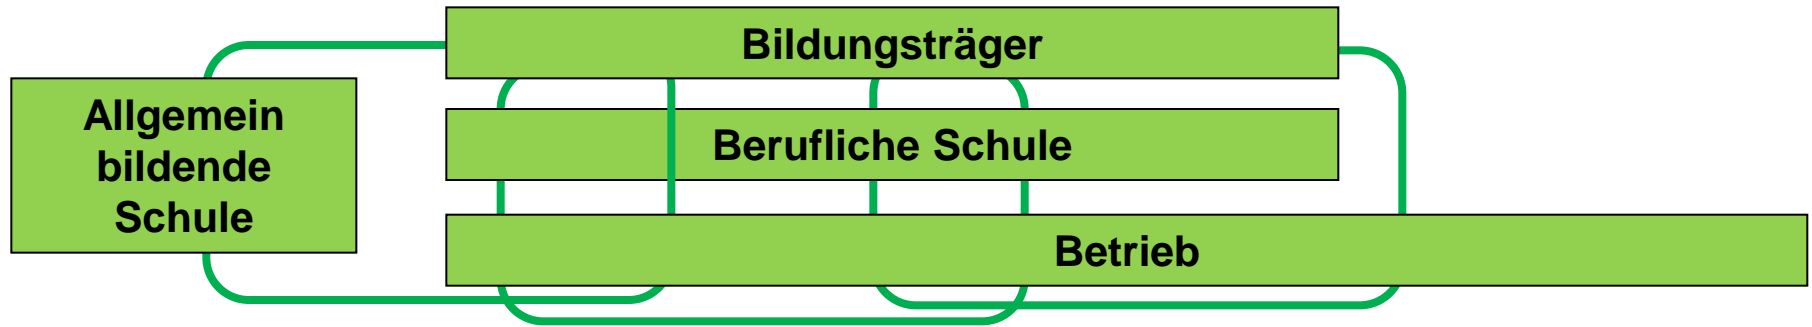 Bildungsträger
Allgemein
bildende
Schule
Berufliche Schule
Betrieb